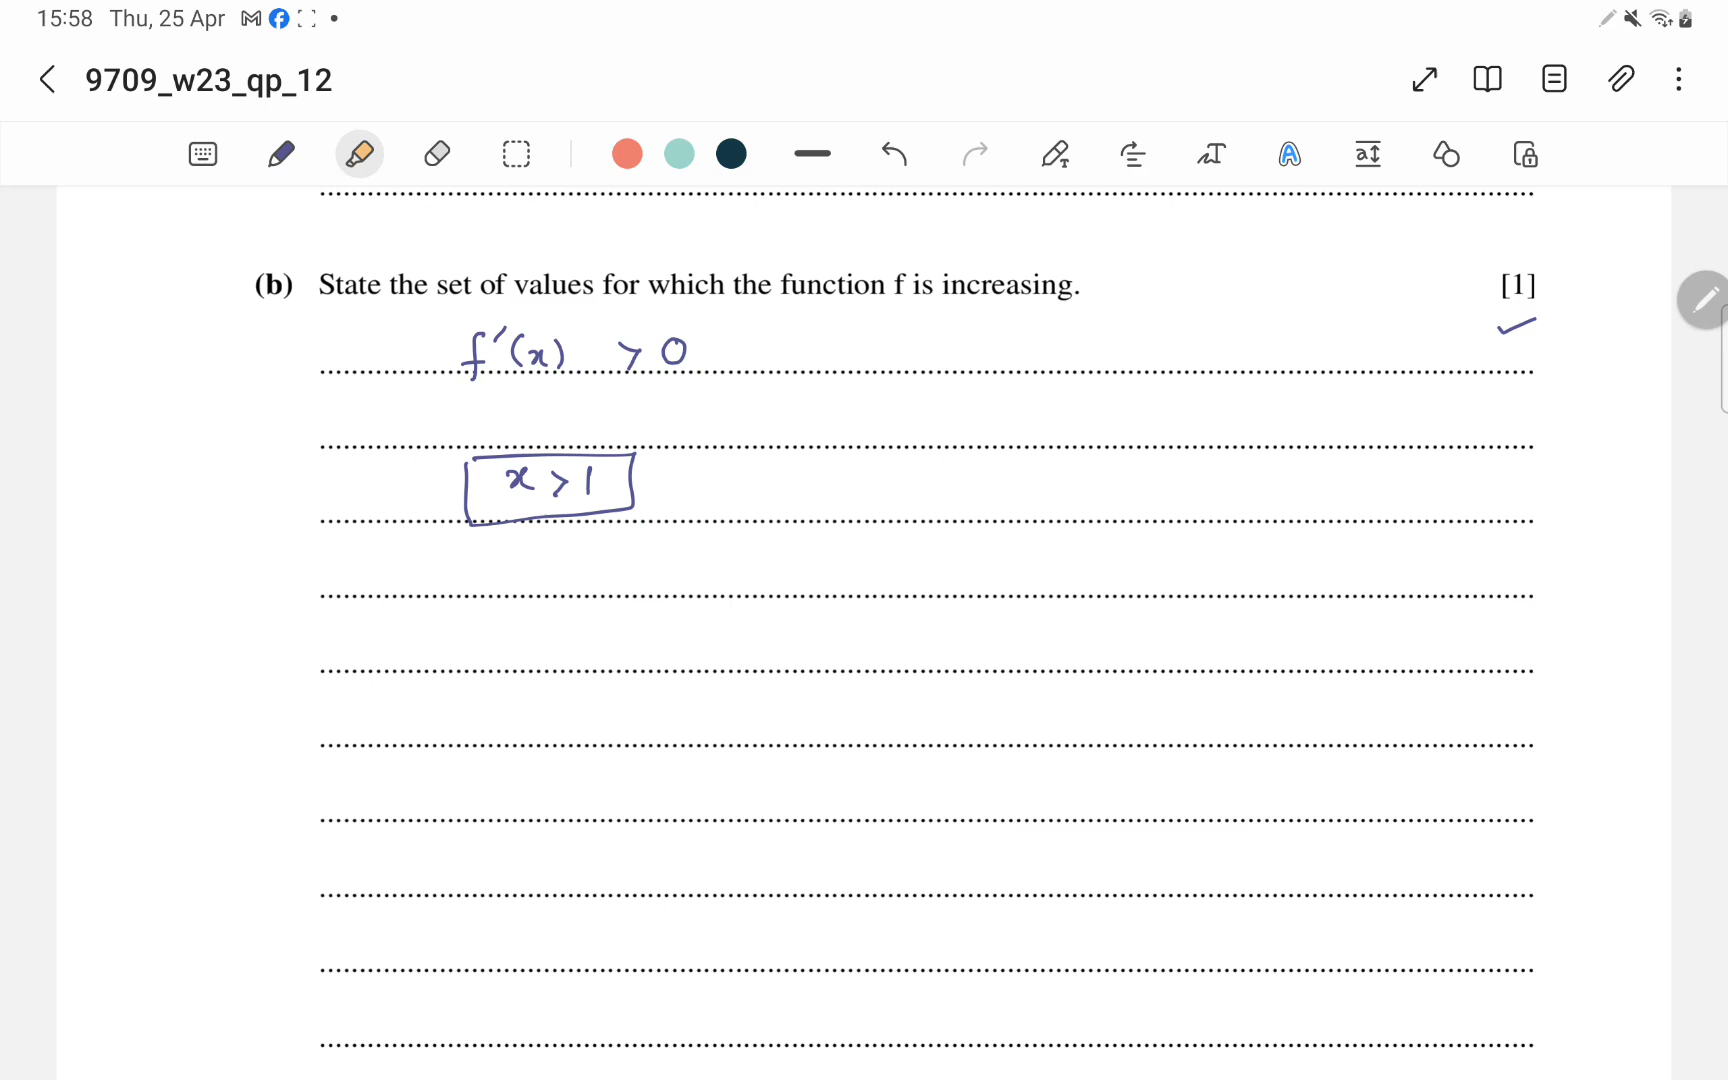 15:58 Thu, 25 Apr
9709_w23_qp_12
(b) State the set of values for which the function f is increasing. [1]
f'(x) > 0
x > 1